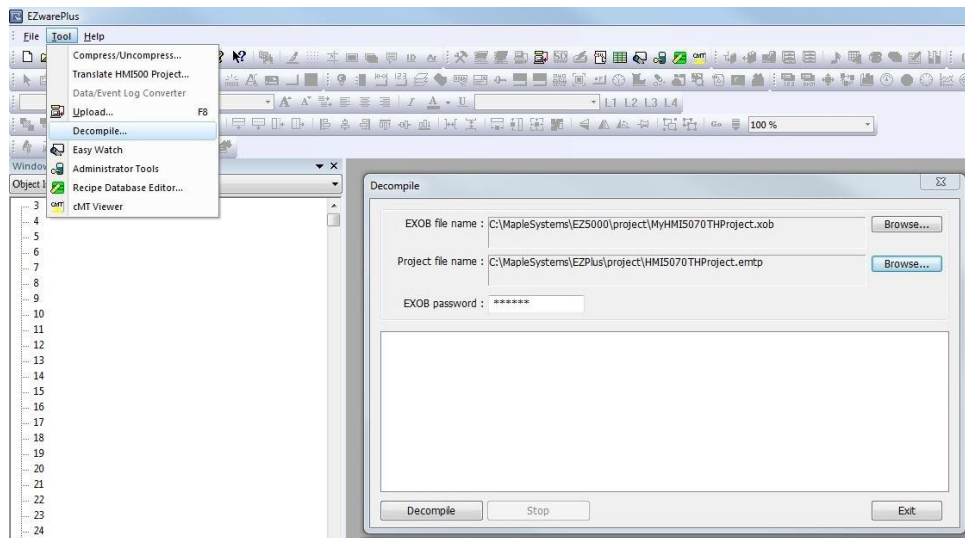 EZwarePlus
File Tool Help
Compress/Uncompress...
Translate HMI500 Project...
Data/Event Log Converter
Upload... F8
Decompile...
Easy Watch
Administrator Tools
Recipe Database Editor...
cMT Viewer
L1 L2 L3 L4
Go 100 %
Window
Object L
3
4
5
6
7
8
9
10
11
12
13
14
15
16
17
18
19
20
21
22
23
24
Decompile
EXOB file name : C:\MapleSystems\EZ5000\project\MyHMI5070THProject.xob Browse...
Project file name : C:\MapleSystems\EZPlus\project\HMI5070THProject.emtp Browse...
EXOB password : ******
Decompile Stop Exit